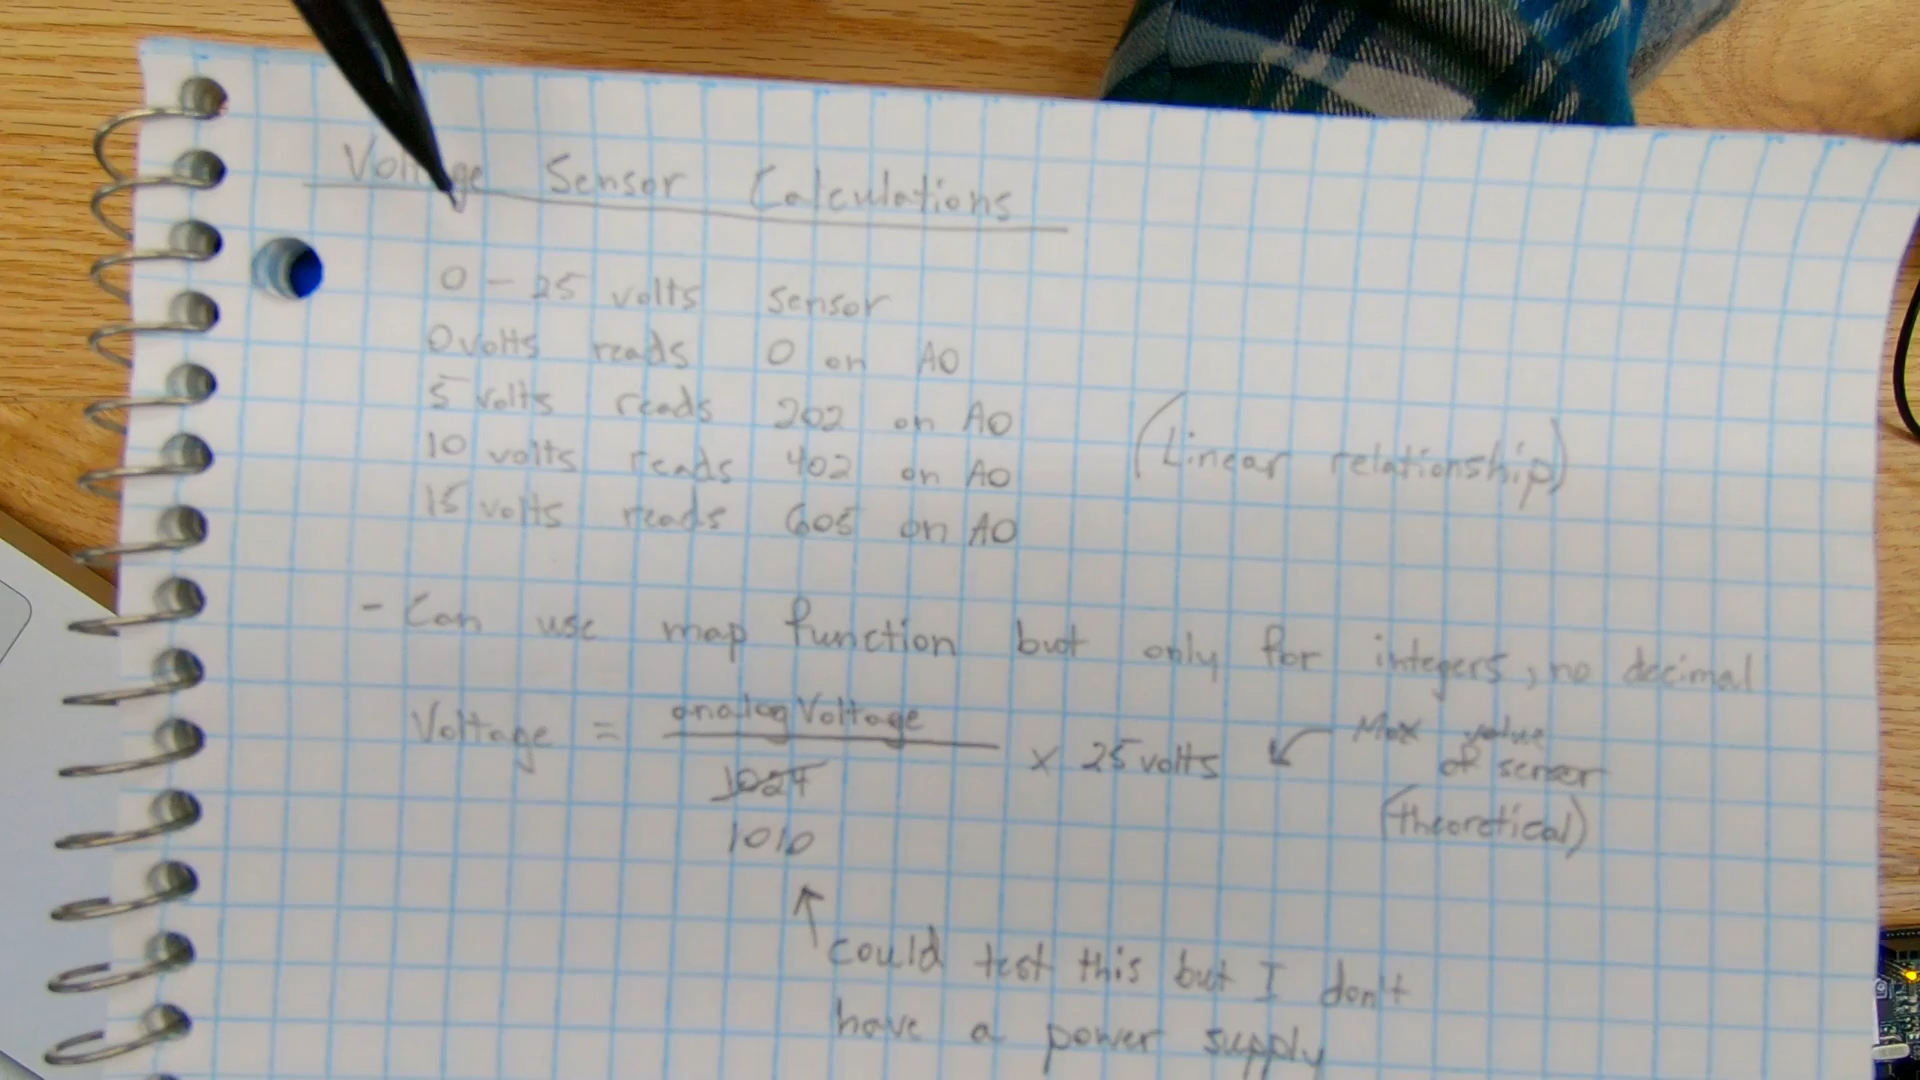 Voltage Sensor Calculations
0 - 25 volts sensor
0 volts reads 0 on A0
5 volts reads 202 on A0
10 volts reads 402 on A0
(Linear relationship)
15 volts reads 605 on A0
- Can use map function but only for integers, no decimal
Voltage = analog Voltage
1024
1010
x 25 volts
Max value
of sensor
(theoretical)
could test this but I don't
have a power supply